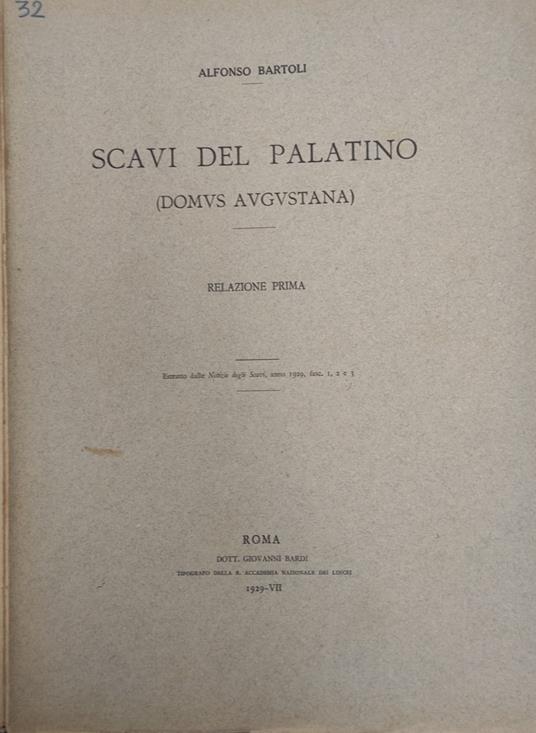 32
ALFONSO BARTOLI
SCAVI DEL PALATINO
(DOMVS AVGVSTANA)
RELAZIONE PRIMA
Estratto dalle Notizie degli Scavi, anno 1929, fasc. 1, 2 e 3
ROMA
DOTT. GIOVANNI BARDI
TIPOGRAFO DELLA R. ACCADEMIA NAZIONALE DEI LINCEI
1929-VII